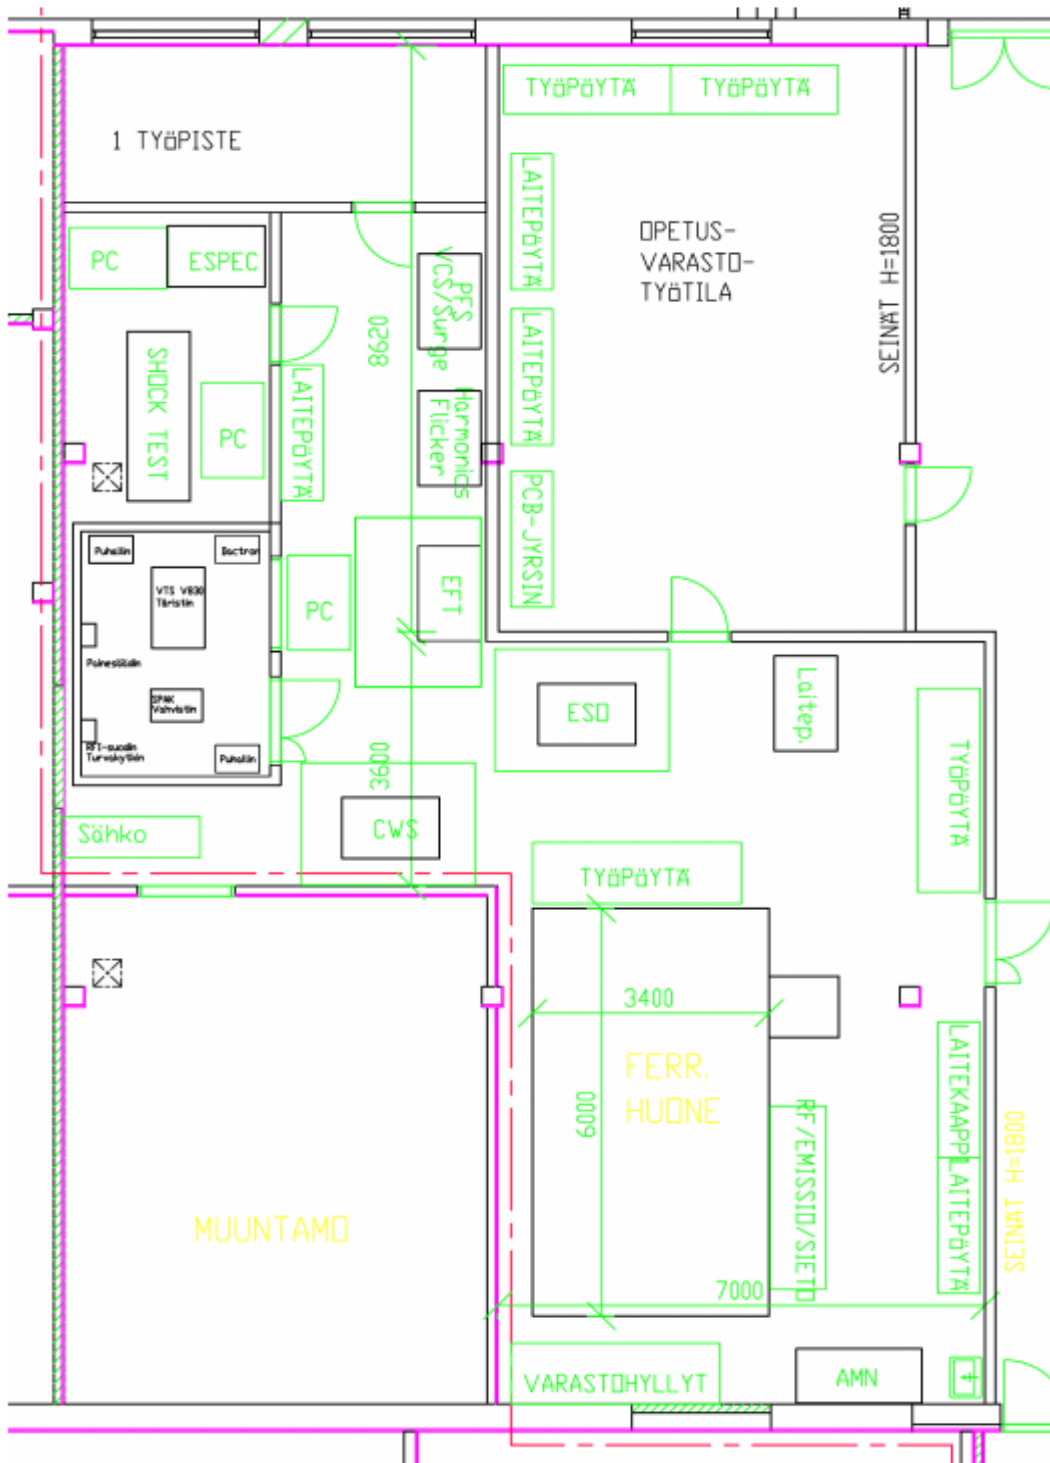 TYÖPÖYTÄ TYÖPÖYTÄ
1 TYÖPISTE
LAITEPÖYTÄ
OPETUS-
VARASTO-
TYÖTILA
SEINÄT H=1800
PC
ESPEC
PFS
VCS/Surge
8620
LAITEPÖYTÄ
SHOCK TEST
PC
LAITEPÖYTÄ
Harmonics
Flicker
PCB-JYRSIN
Puhallin
Bactron
VTS V830
Täristin
PC
EFT
Painesäädin
SPAK
Vahvistin
RFI-suodin
Turvakytkin
Puhallin
ESD
Laitep.
TYÖPÖYTÄ
3600
Sähko
CWS
TYÖPÖYTÄ
3400
FERR.
HUONE
6000
LAITEKAAPPI
RF/EMISSIO/SIETO
LAITEPÖYTÄ
SEINÄT H=1800
MUUNTAMO
7000
VARASTOHYLLYT
AMN